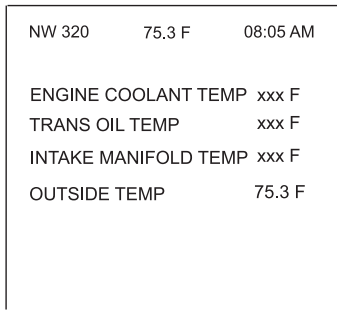 NW 320 75.3 F 08:05 AM
ENGINE COOLANT TEMP xxx F
TRANS OIL TEMP xxx F
INTAKE MANIFOLD TEMP xxx F
OUTSIDE TEMP 75.3 F